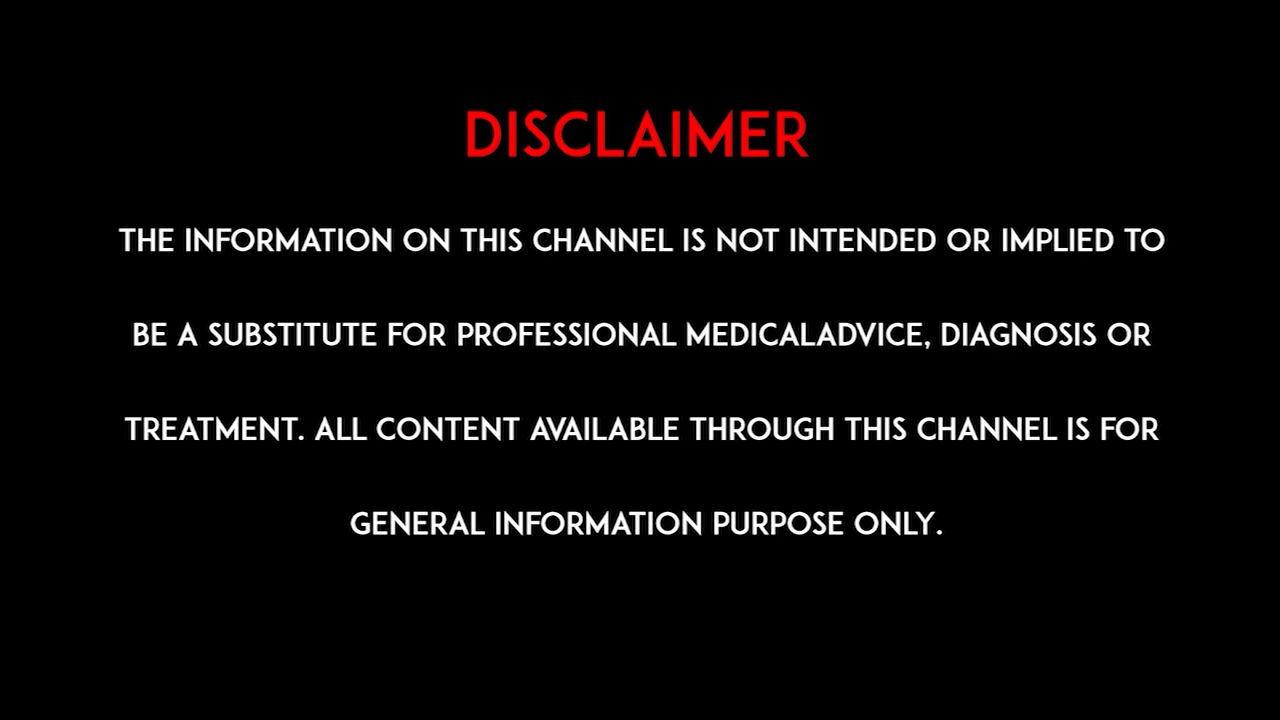 DISCLAIMER
THE INFORMATION ON THIS CHANNEL IS NOT INTENDED OR IMPLIED TO
BE A SUBSTITUTE FOR PROFESSIONAL MEDICALADVICE, DIAGNOSIS OR
TREATMENT. ALL CONTENT AVAILABLE THROUGH THIS CHANNEL IS FOR
GENERAL INFORMATION PURPOSE ONLY.